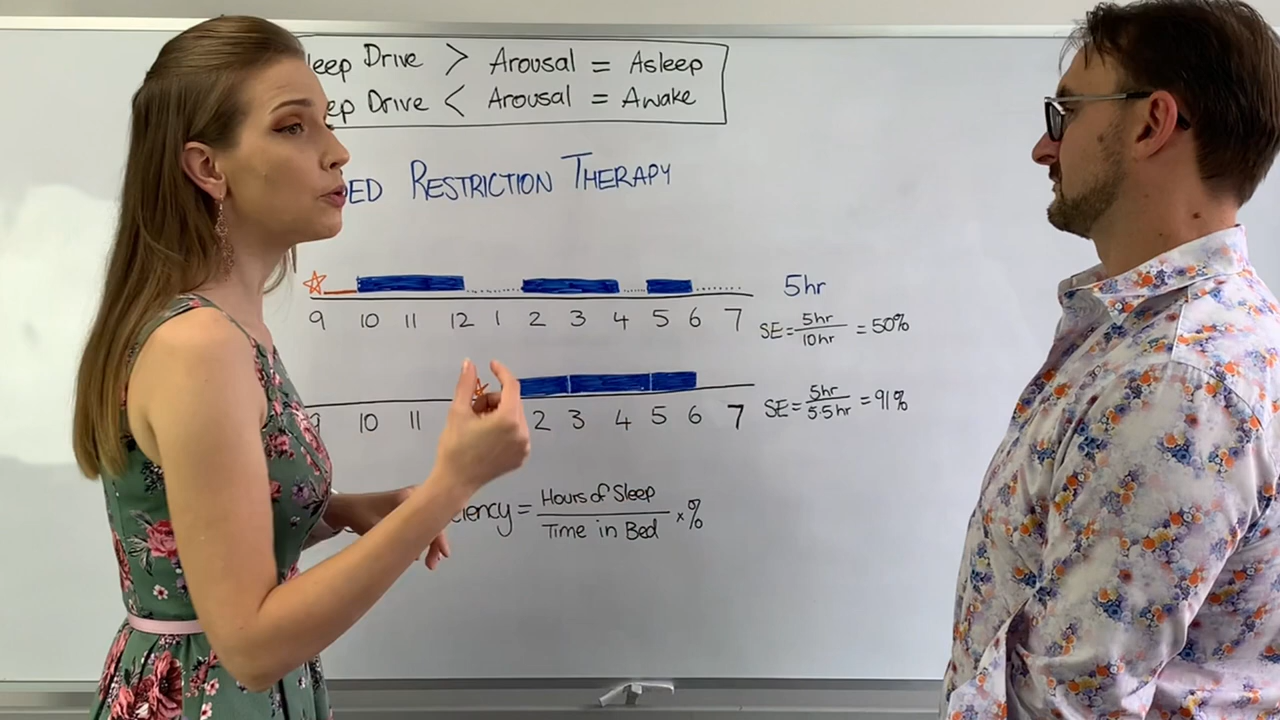 leep Drive > Arousal = Asleep
ep Drive < Arousal = Awake
ED RESTRICTION THERAPY
5hr
9 10 11 12 1 2 3 4 5 6 7
SE = 5hr / 10hr = 50%
9 10 11 2 3 4 5 6 7
SE = 5hr / 5.5hr = 91%
iency = Hours of Sleep / Time in Bed × %